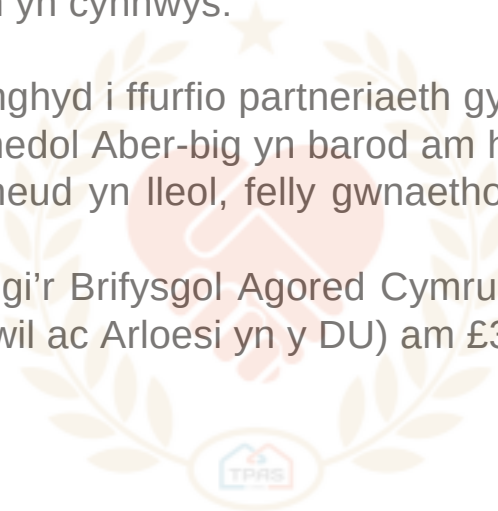 yn cynnwys.
nghyd i ffurfio partneriaeth gy
nedol Aber-big yn barod am h
neud yn lleol, felly gwnaetho
gi’r Brifysgol Agored Cymru
wil ac Arloesi yn y DU) am £3
TPAS